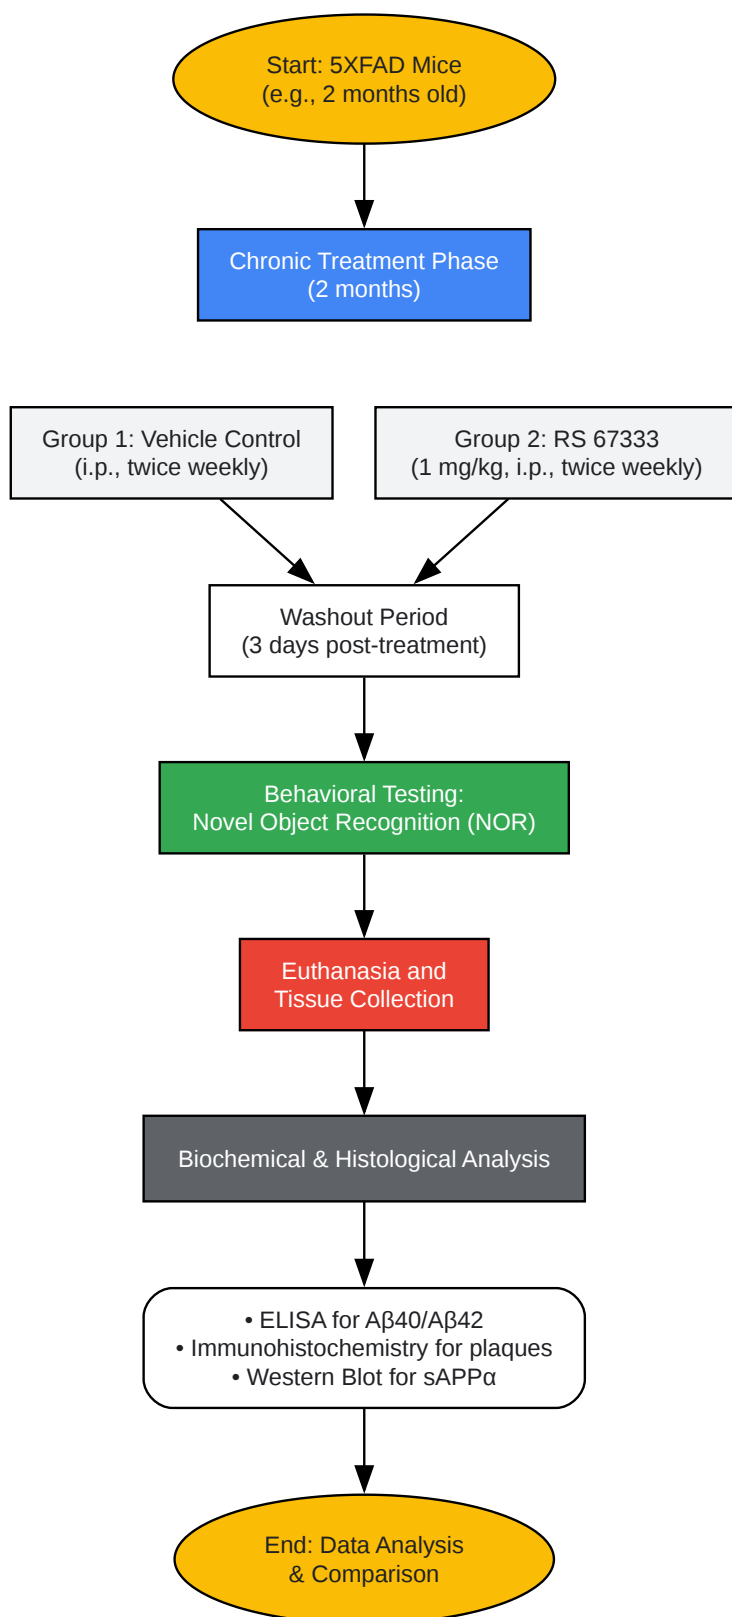 Start: 5XFAD Mice
(e.g., 2 months old)
Chronic Treatment Phase
(2 months)
Group 1: Vehicle Control
(i.p., twice weekly)
Group 2: RS 67333
(1 mg/kg, i.p., twice weekly)
Washout Period
(3 days post-treatment)
Behavioral Testing:
Novel Object Recognition (NOR)
Euthanasia and
Tissue Collection
Biochemical & Histological Analysis
• ELISA for Aβ40/Aβ42
• Immunohistochemistry for plaques
• Western Blot for sAPPα
End: Data Analysis
& Comparison